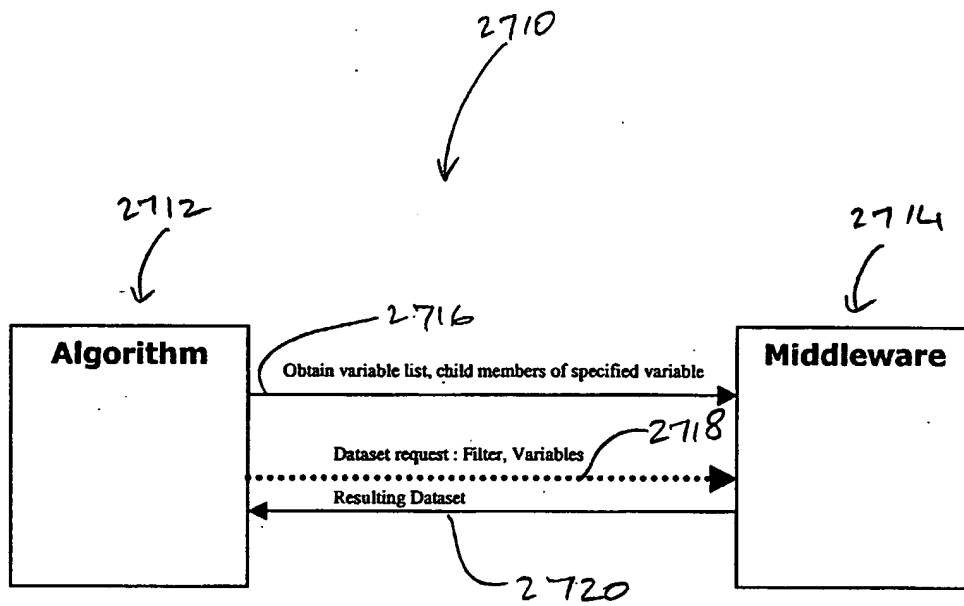 2710
2712
2714
2716
Algorithm
Middleware
Obtain variable list, child members of specified variable
2718
Dataset request : Filter, Variables
Resulting Dataset
2720